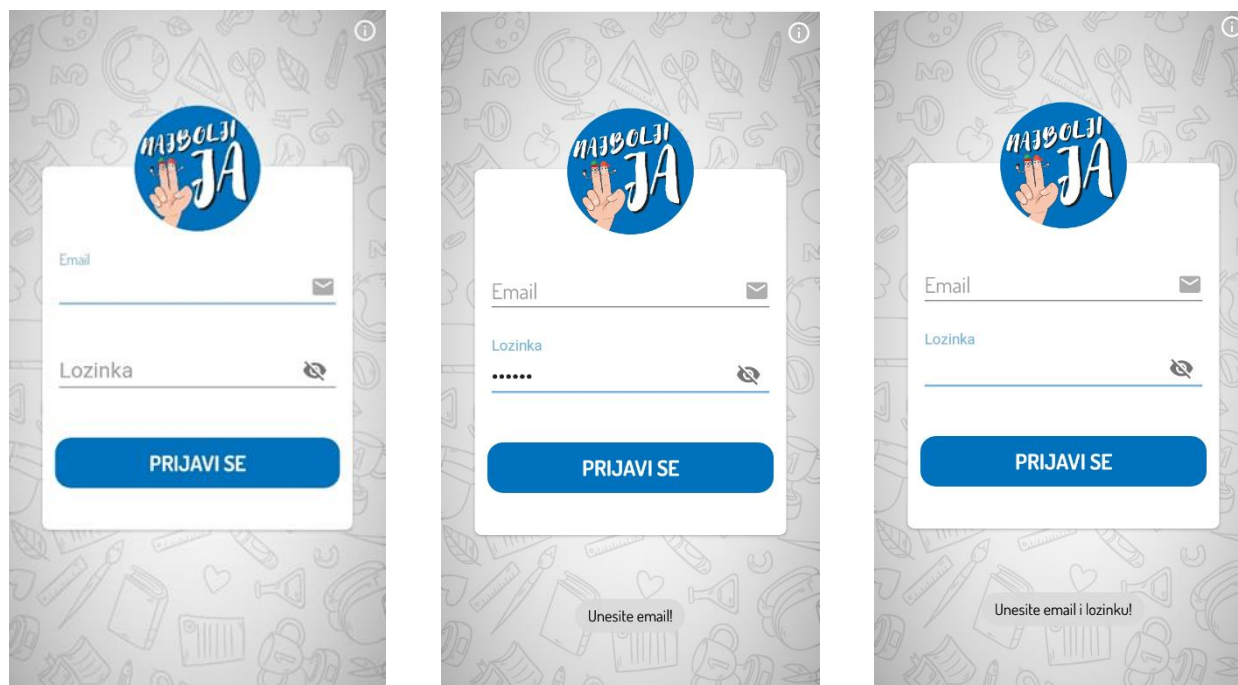 NAJBOLJI
JA
Email
Lozinka
PRIJAVI SE
NAJBOLJI
JA
Email
Lozinka
••••••
PRIJAVI SE
Unesite email!
NAJBOLJI
JA
Email
Lozinka
PRIJAVI SE
Unesite email i lozinku!